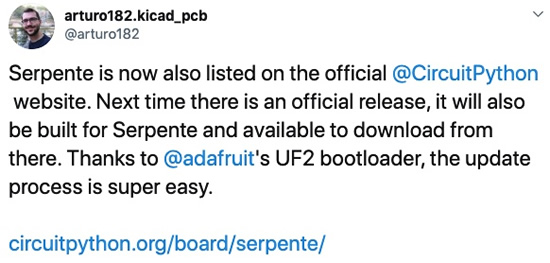 arturo182.kicad_pcb
@arturo182
Serpente is now also listed on the official @CircuitPython
website. Next time there is an official release, it will also
be built for Serpente and available to download from
there. Thanks to @adafruit's UF2 bootloader, the update
process is super easy.
circuitpython.org/board/serpente/